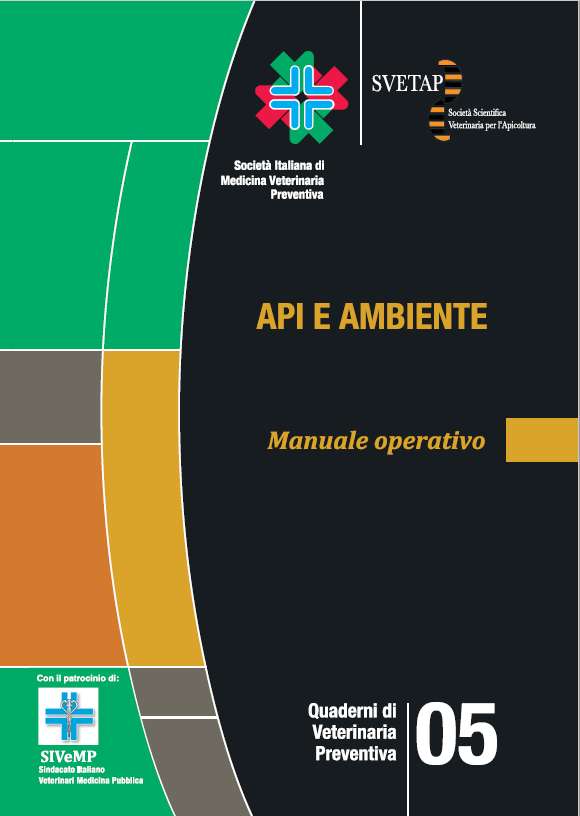 SVETAP
Società Scientifica
Veterinaria per l'Apicoltura
Società Italiana di
Medicina Veterinaria
Preventiva
API E AMBIENTE
Manuale operativo
Con il patrocinio di:
SIVeMP
Sindacato Italiano
Veterinari Medicina Pubblica
Quaderni di
Veterinaria
Preventiva
05